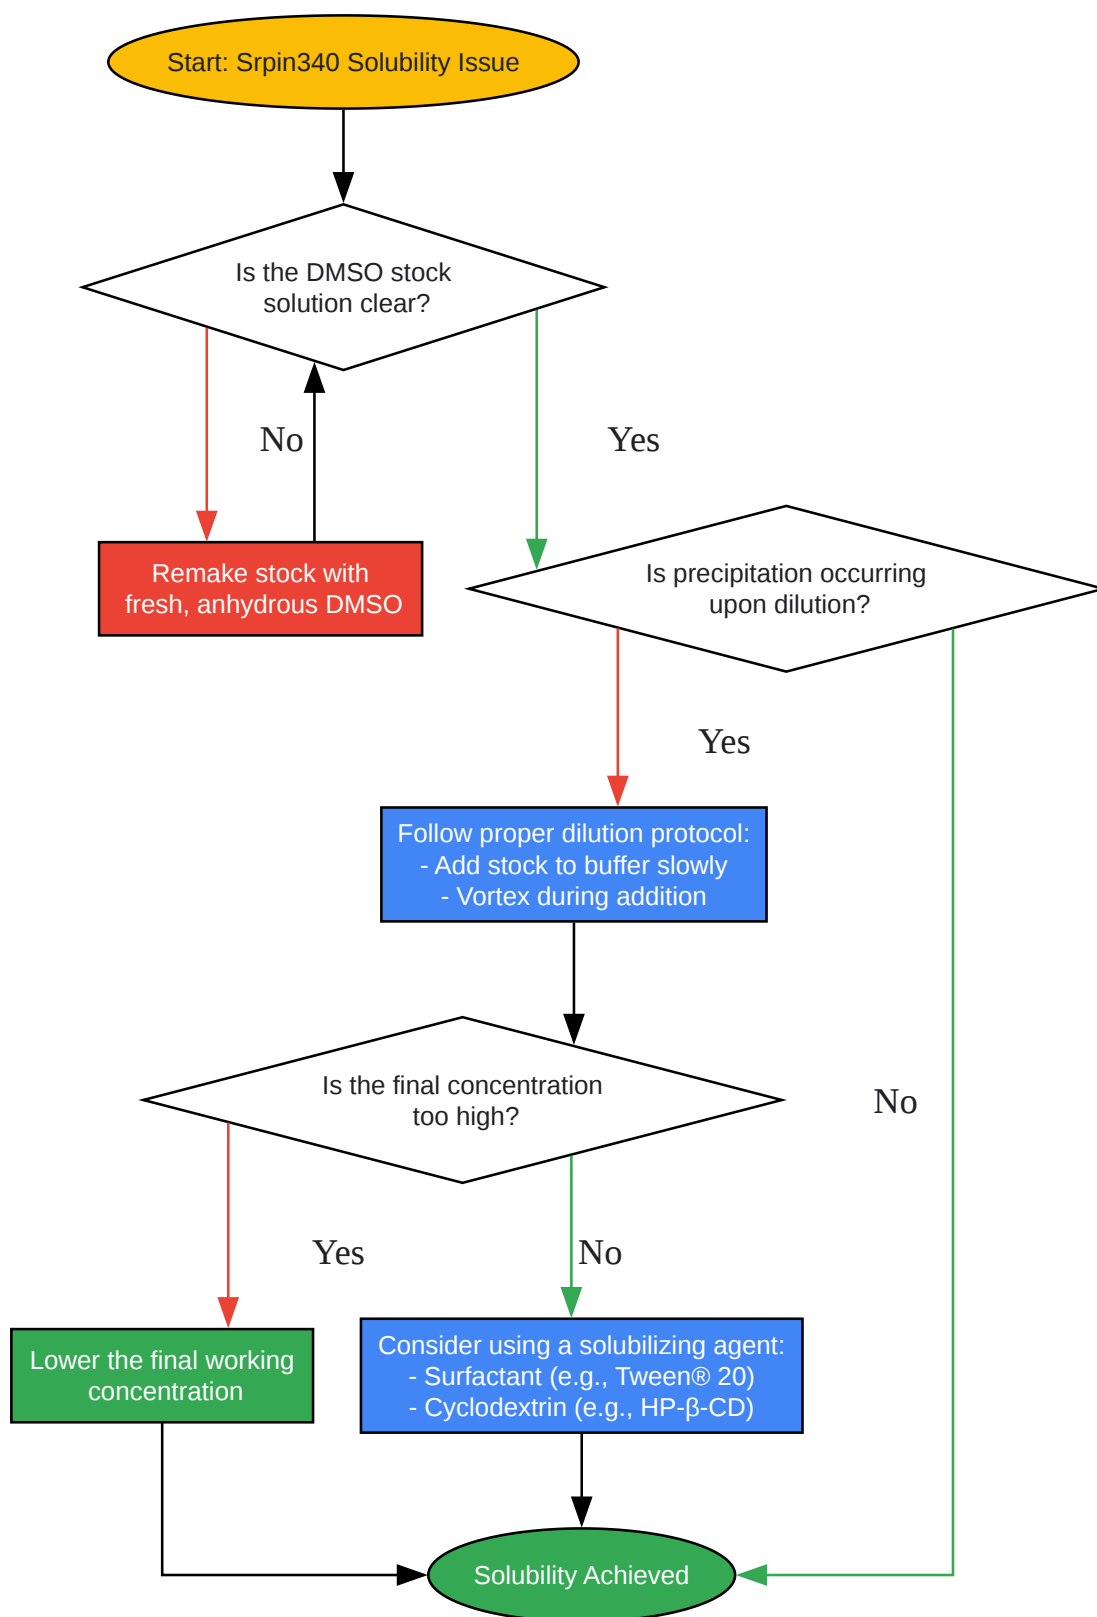 Start: Srpin340 Solubility Issue
Is the DMSO stock
solution clear?
No
Yes
Remake stock with
fresh, anhydrous DMSO
Is precipitation occurring
upon dilution?
Yes
Follow proper dilution protocol:
- Add stock to buffer slowly
- Vortex during addition
Is the final concentration
too high?
No
Yes
No
Lower the final working
concentration
Consider using a solubilizing agent:
- Surfactant (e.g., Tween® 20)
- Cyclodextrin (e.g., HP-β-CD)
Solubility Achieved